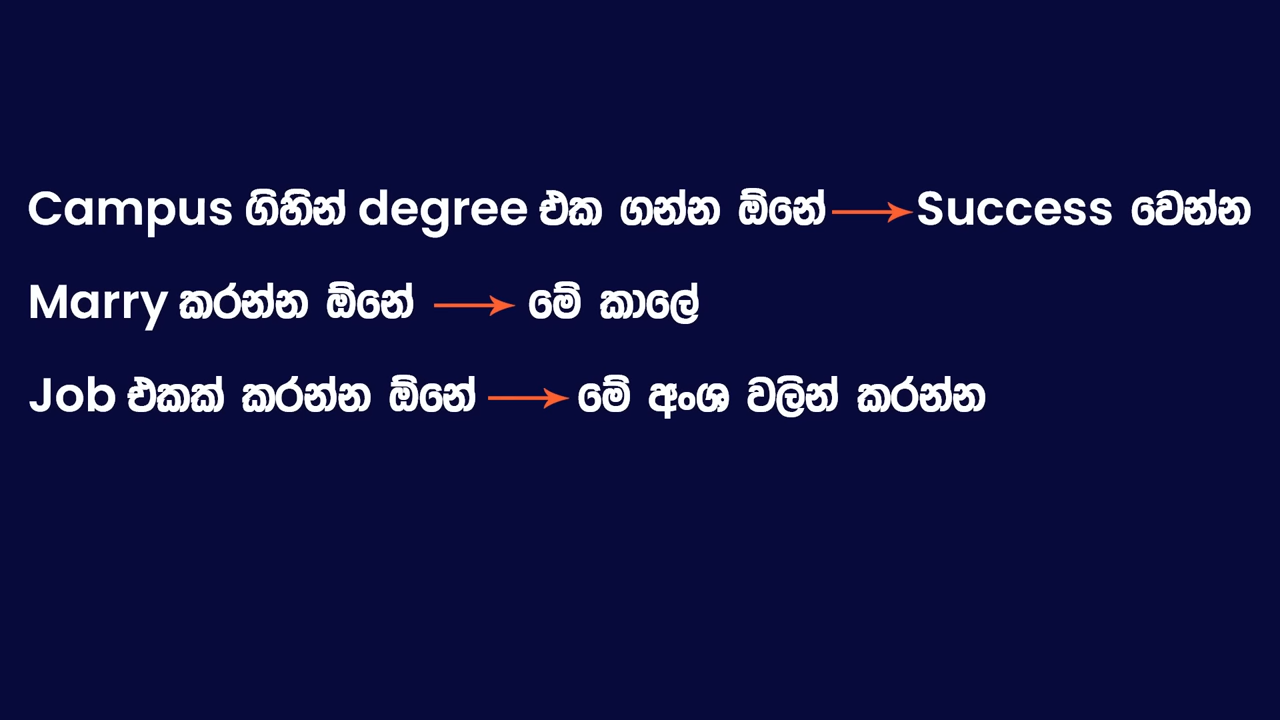 Campus ගිහින් degree එක ගන්න ඕනේ → Success වෙන්න
Marry කරන්න ඕනේ → මේ කාලේ
Job එකක් කරන්න ඕනේ → මේ අංශ වලින් කරන්න